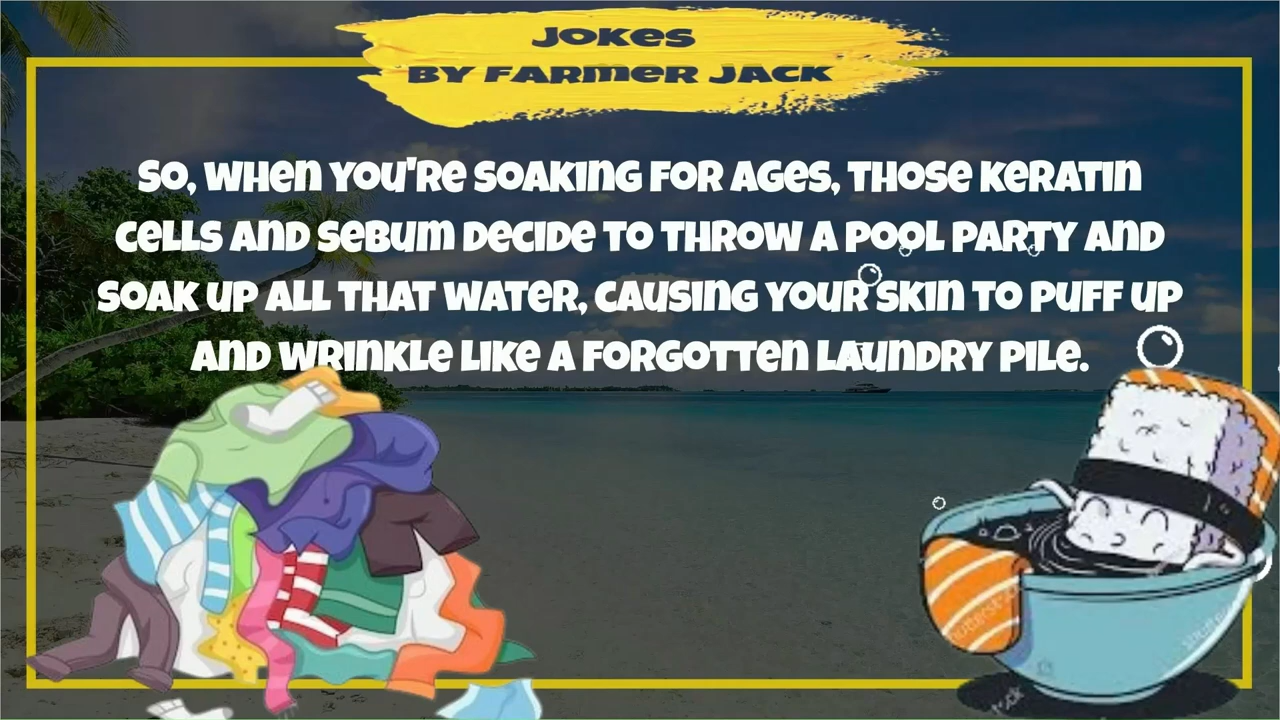 JOKES
BY FARMER JACK
SO, WHEN YOU'RE SOAKING FOR AGES, THOSE KERATIN
CELLS AND SEBUM DECIDE TO THROW A POOL PARTY AND
SOAK UP ALL THAT WATER, CAUSING YOUR SKIN TO PUFF UP
AND WRINKLE LIKE A FORGOTTEN LAUNDRY PILE.